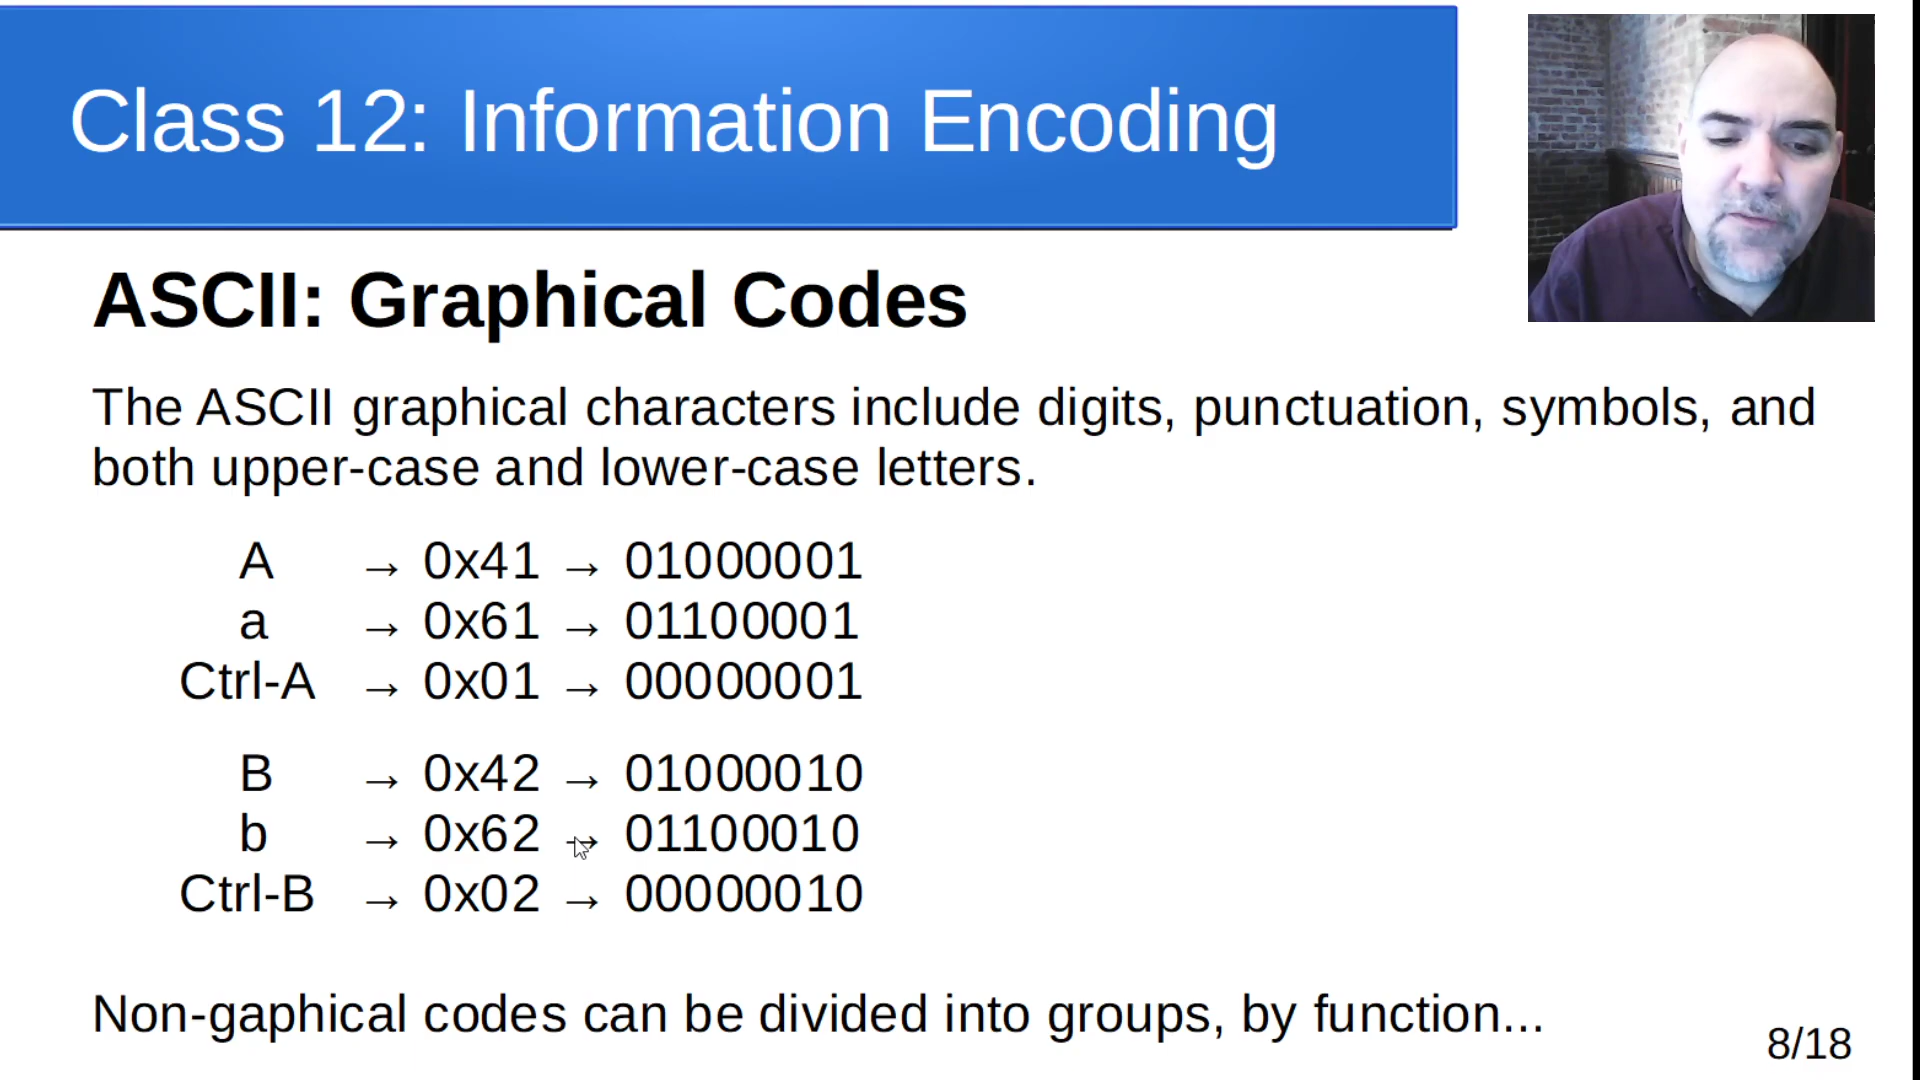 Class 12: Information Encoding
ASCII: Graphical Codes
The ASCII graphical characters include digits, punctuation, symbols, and
both upper-case and lower-case letters.
A → 0x41 → 01000001
a → 0x61 → 01100001
Ctrl-A → 0x01 → 00000001
B → 0x42 → 01000010
b → 0x62 → 01100010
Ctrl-B → 0x02 → 00000010
Non-gaphical codes can be divided into groups, by function...
8/18